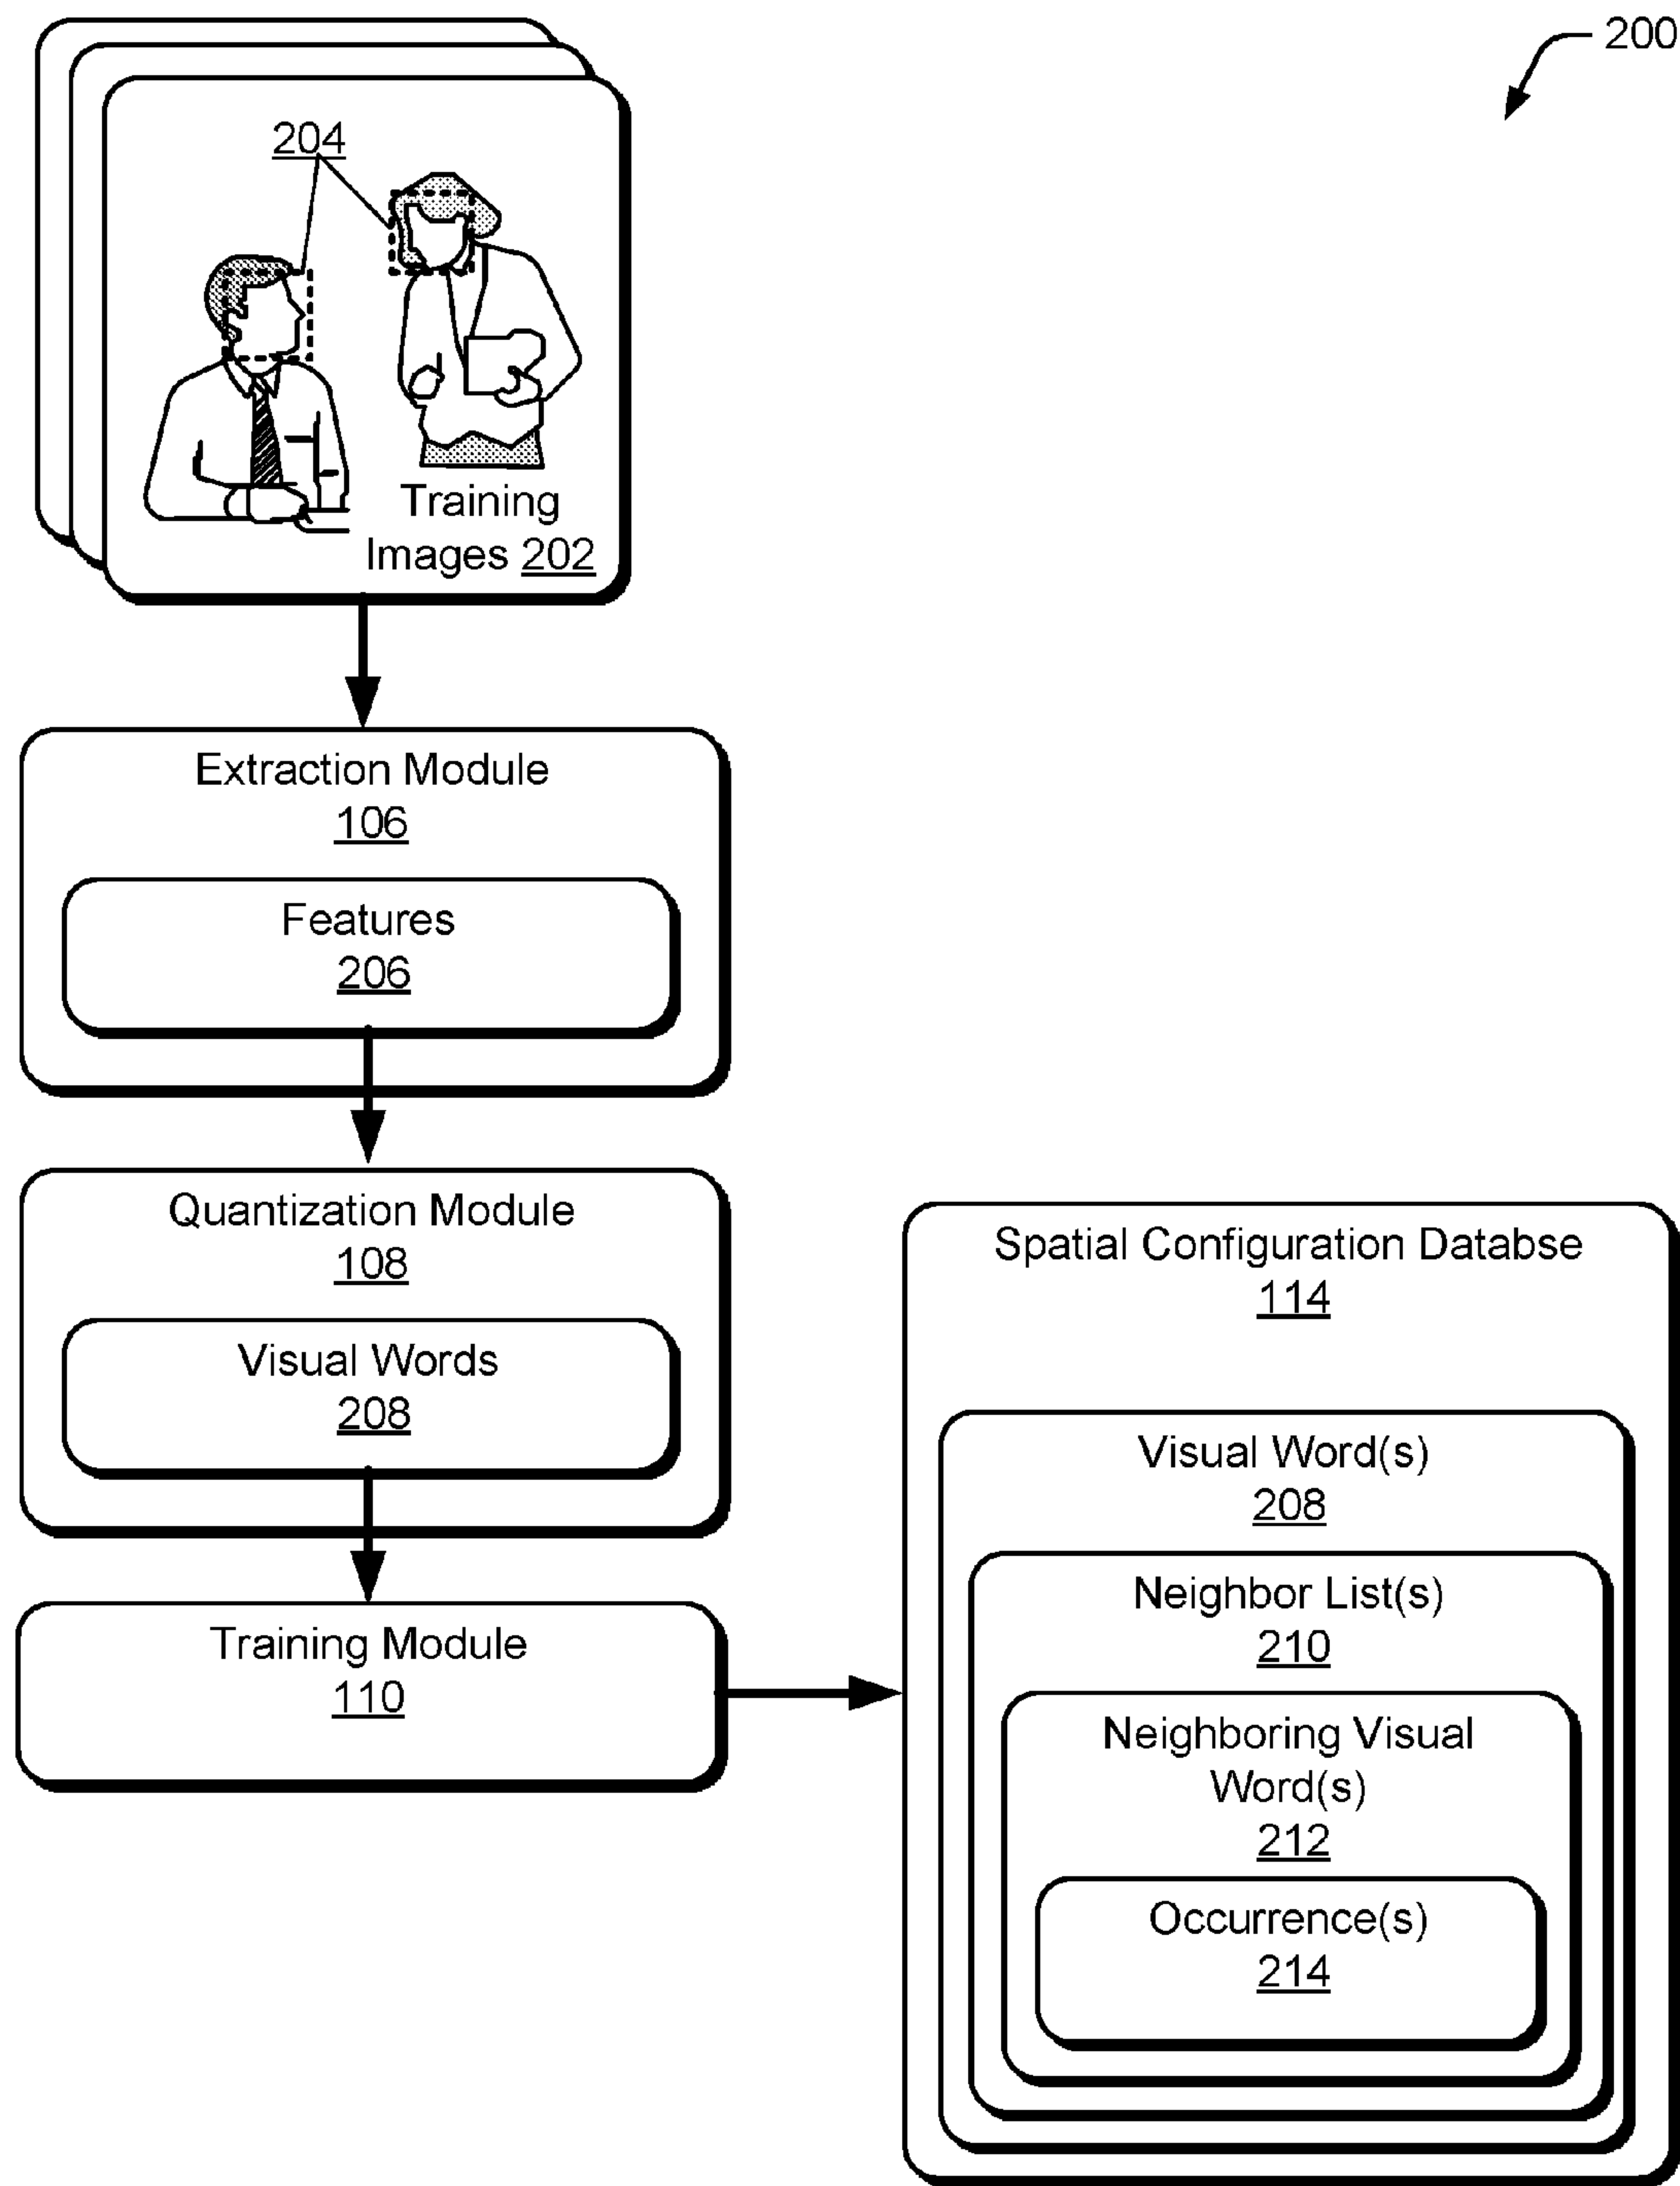 200
204
Training
Images 202
Extraction Module
106
Features
206
Quantization Module
108
Visual Words
208
Training Module
110
Spatial Configuration Databse
114
Visual Word(s)
208
Neighbor List(s)
210
Neighboring Visual
Word(s)
212
Occurrence(s)
214